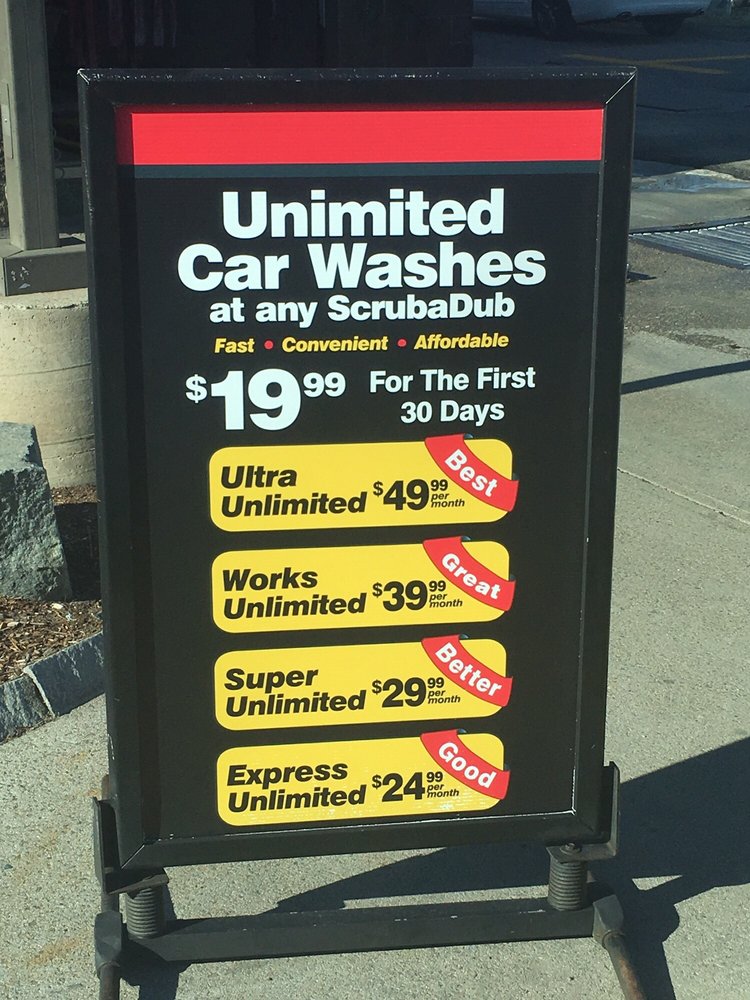 Unimited
Car Washes
at any ScrubaDub
Fast • Convenient • Affordable
$19 99 For The First
30 Days
Ultra
Unlimited $49 99 per month
Best
Works
Unlimited $39 99 per month
Great
Super
Unlimited $29 99 per month
Better
Express
Unlimited $24 99 per month
Good